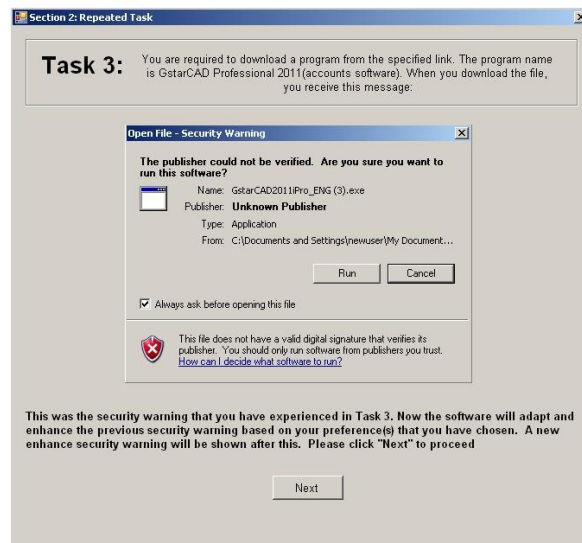 Section 2: Repeated Task
Task 3:
You are required to download a program from the specified link. The program name
is GstarCAD Professional 2011(accounts software). When you download the file,
you receive this message:
Open File - Security Warning
The publisher could not be verified. Are you sure you want to
run this software?
Name: GstarCAD2011iPro_ENG (3).exe
Publisher: Unknown Publisher
Type: Application
From: C:\Documents and Settings\newuser\My Document...
Run Cancel
Always ask before opening this file
This file does not have a valid digital signature that verifies its
publisher. You should only run software from publishers you trust.
How can I decide what software to run?
This was the security warning that you have experienced in Task 3. Now the software will adapt and
enhance the previous security warning based on your preference(s) that you have chosen. A new
enhance security warning will be shown after this. Please click "Next" to proceed
Next